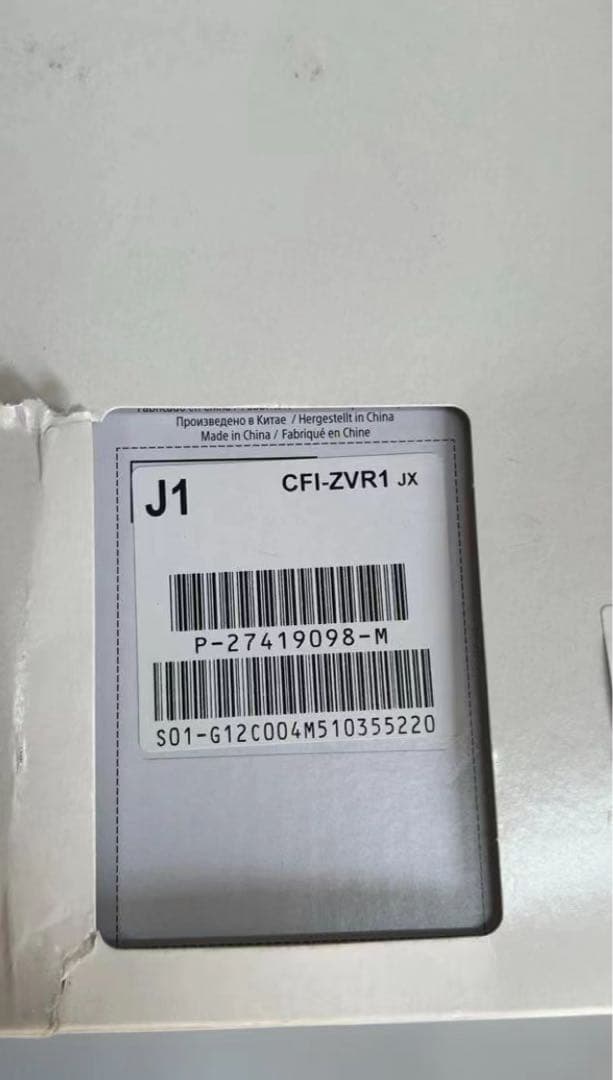 Произведено в Китае / Hergestellt in China
Made in China / Fabriqué en Chine
J1
CFI-ZVR1 JX
P-27419098-M
S01-G12C004M510355220